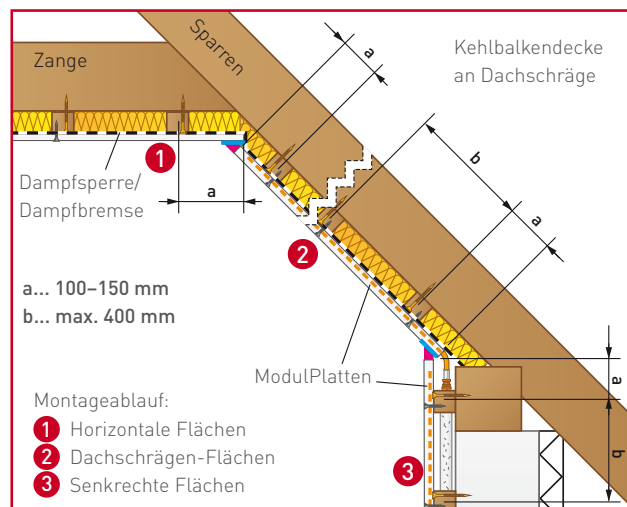 Zange
Sparren
Kehlbalkendecke
an Dachschräge
a
b
a
1
Dampfsperre/
Dampfbremse
a
2
a... 100–150 mm
b... max. 400 mm
ModulPlatten
a
b
3
Montageablauf:
1 Horizontale Flächen
2 Dachschrägen-Flächen
3 Senkrechte Flächen